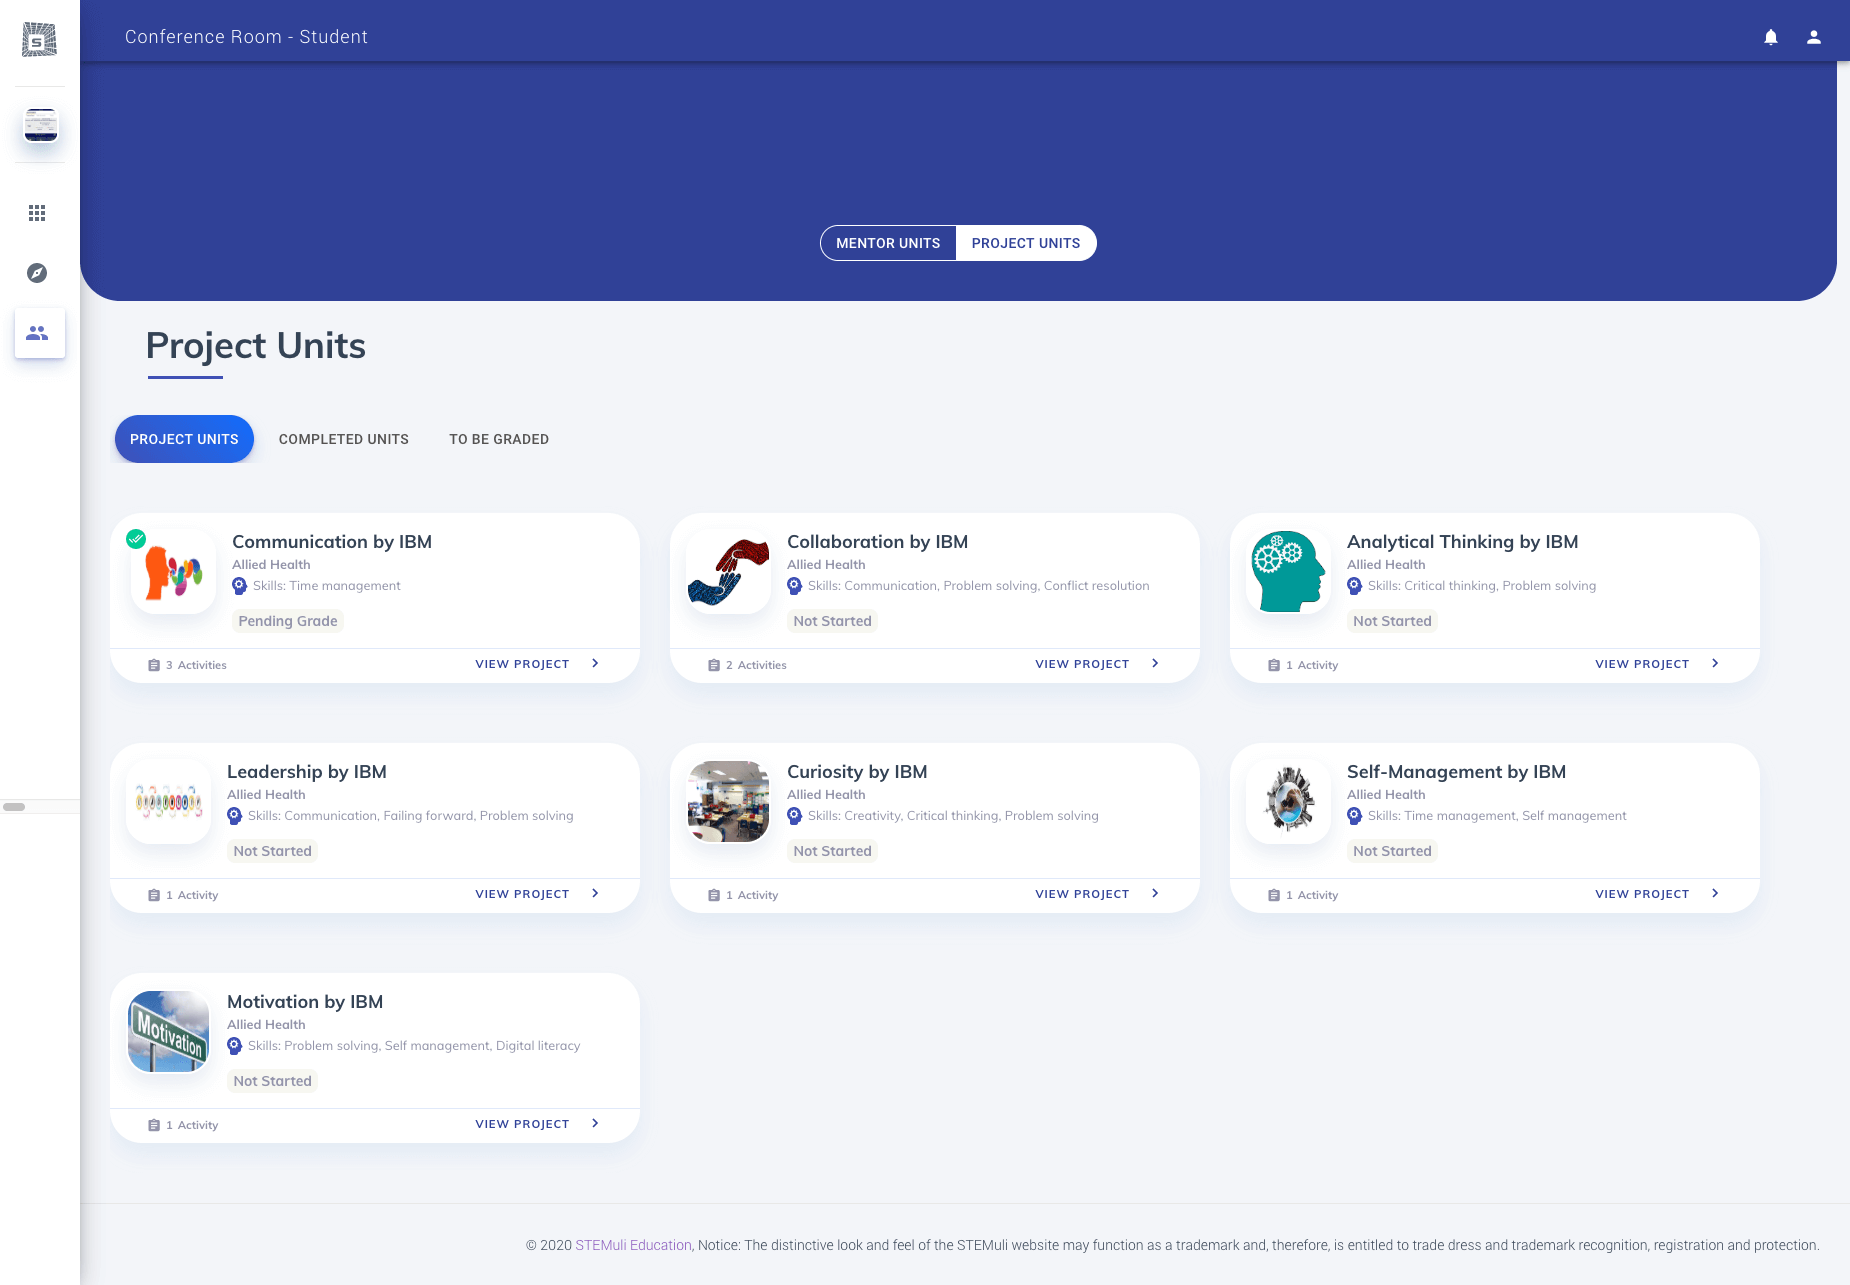 S
Conference Room - Student
MENTOR UNITS
PROJECT UNITS
Project Units
PROJECT UNITS
COMPLETED UNITS
TO BE GRADED
Communication by IBM
Allied Health
Skills: Time management
Pending Grade
3 Activities
VIEW PROJECT
Collaboration by IBM
Allied Health
Skills: Communication, Problem solving, Conflict resolution
Not Started
2 Activities
VIEW PROJECT
Analytical Thinking by IBM
Allied Health
Skills: Critical thinking, Problem solving
Not Started
1 Activity
VIEW PROJECT
Leadership by IBM
Allied Health
Skills: Communication, Failing forward, Problem solving
Not Started
1 Activity
VIEW PROJECT
Curiosity by IBM
Allied Health
Skills: Creativity, Critical thinking, Problem solving
Not Started
1 Activity
VIEW PROJECT
Self-Management by IBM
Allied Health
Skills: Time management, Self management
Not Started
1 Activity
VIEW PROJECT
Motivation
Motivation by IBM
Allied Health
Skills: Problem solving, Self management, Digital literacy
Not Started
1 Activity
VIEW PROJECT
© 2020 STEMuli Education, Notice: The distinctive look and feel of the STEMuli website may function as a trademark and, therefore, is entitled to trade dress and trademark recognition, registration and protection.